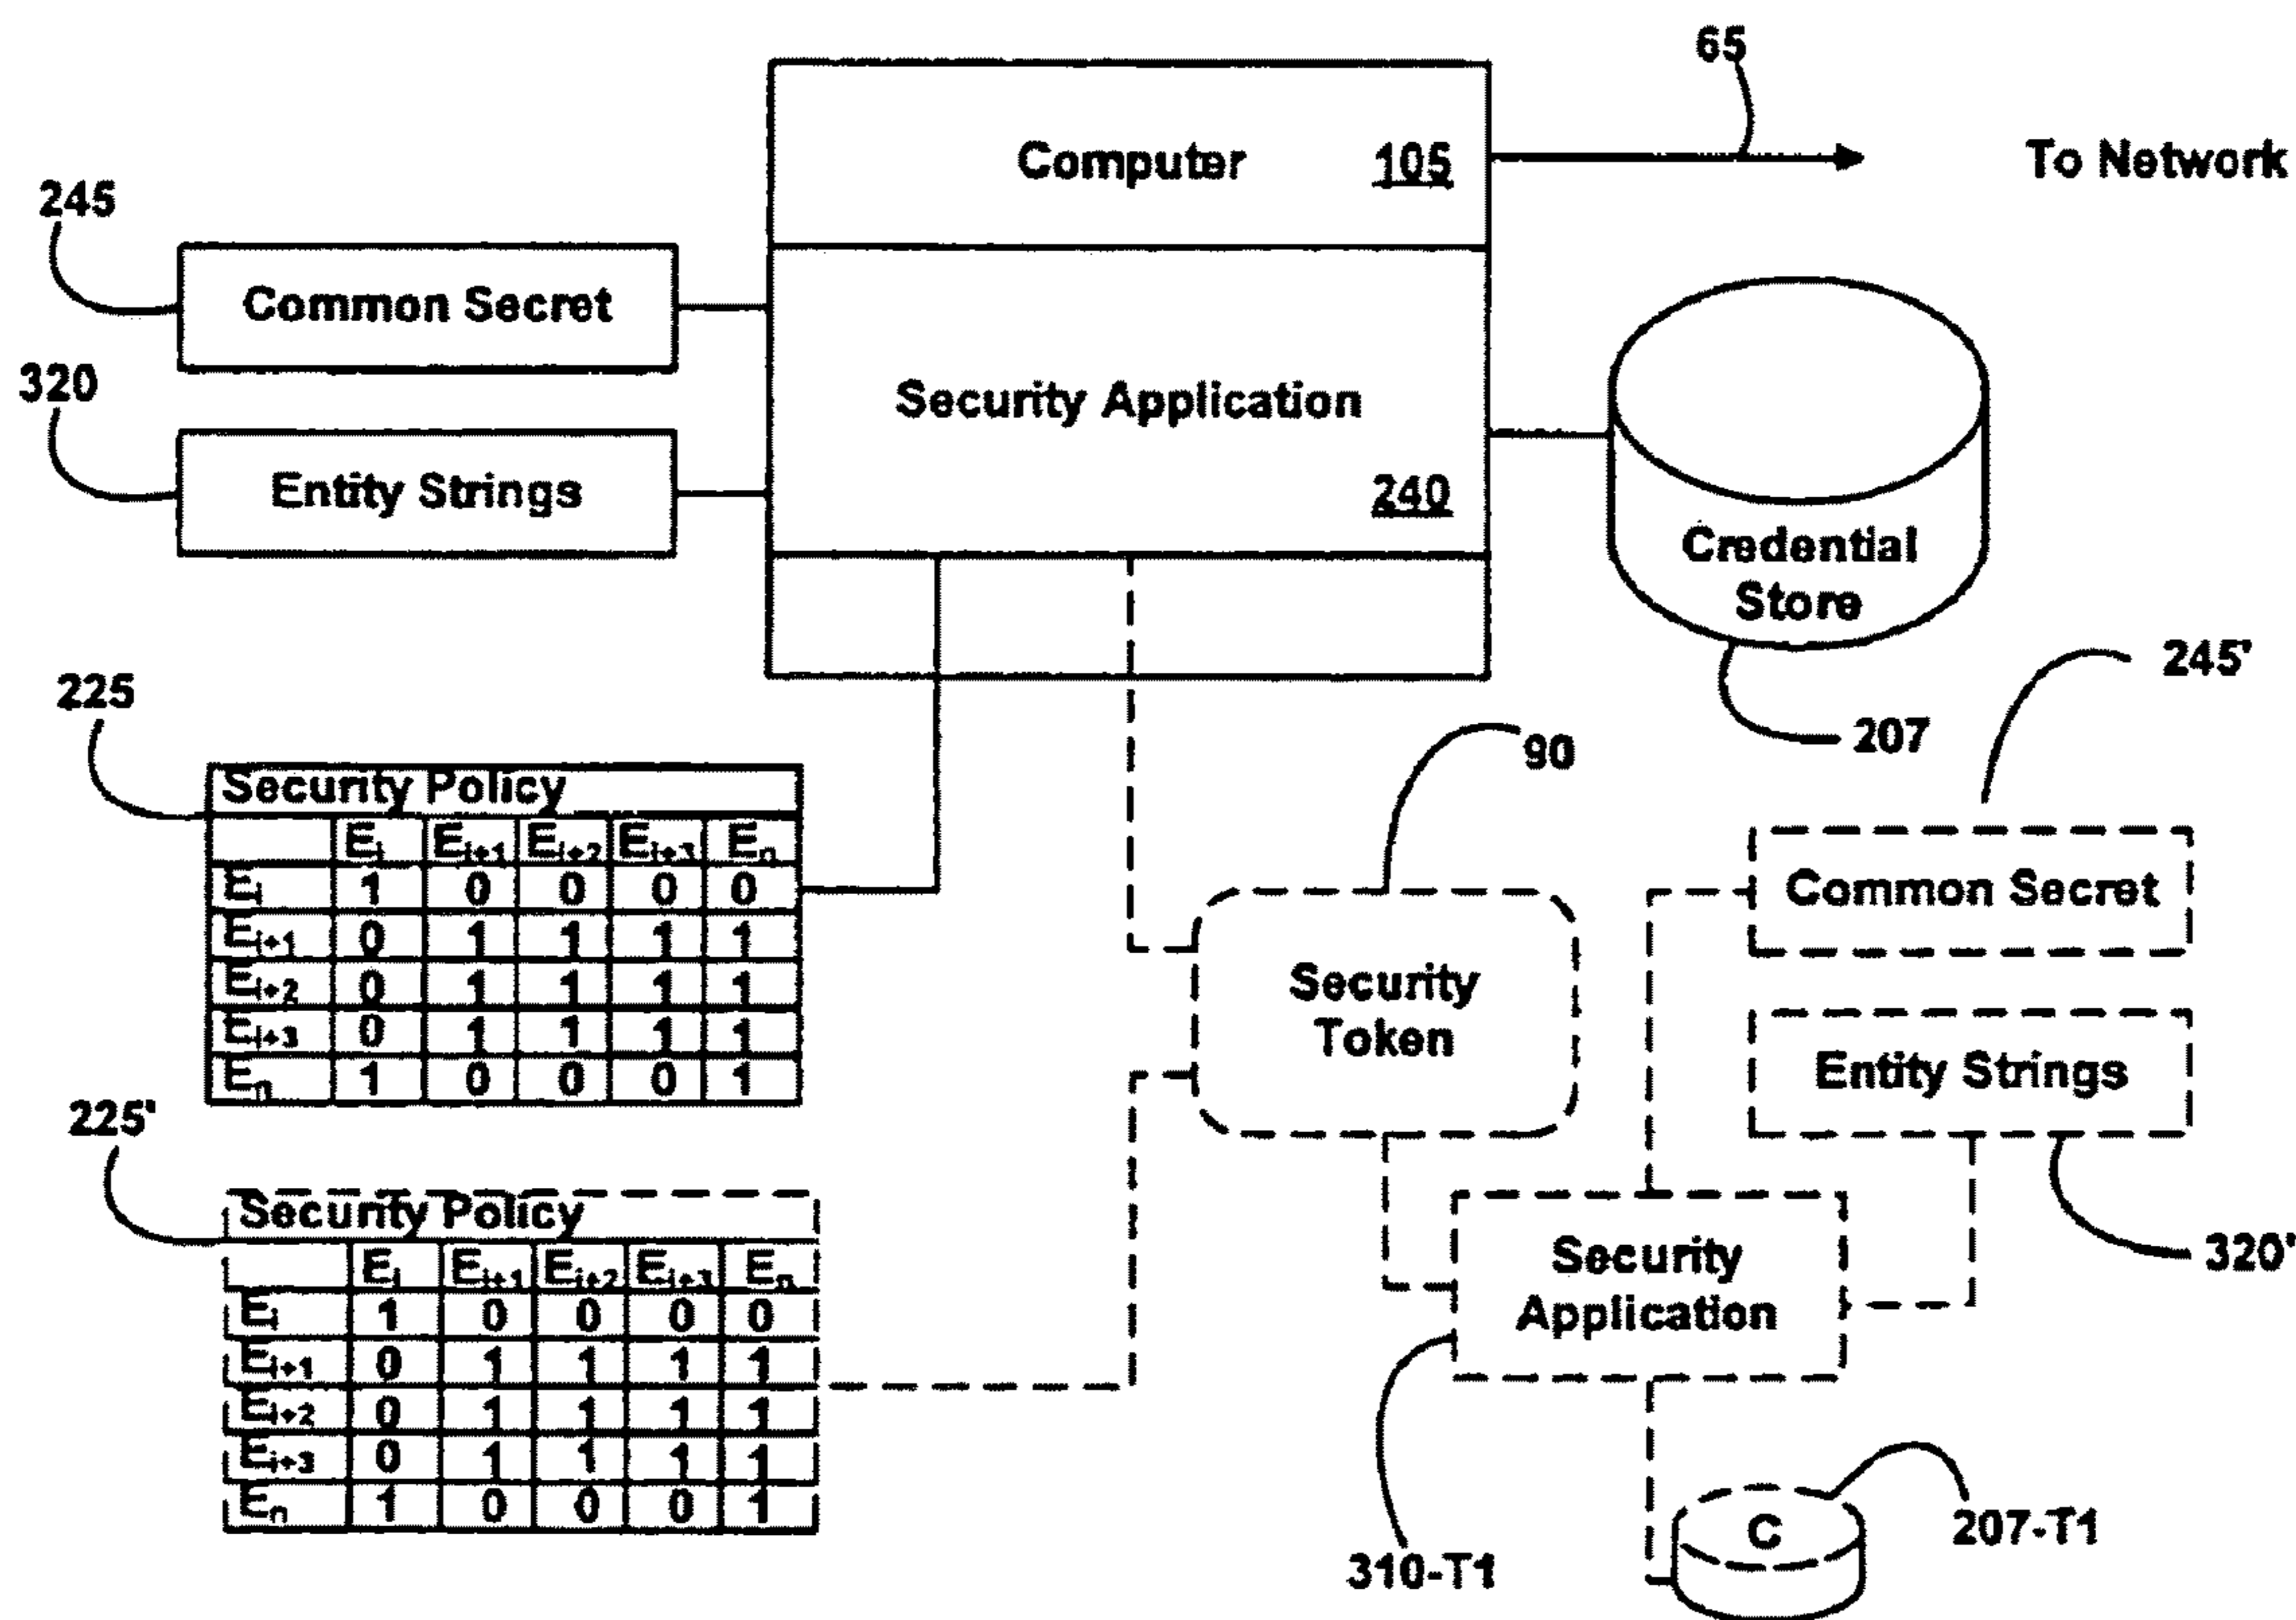 65
Computer 105
To Network
245
Common Secret
320
Security Application
Entity Strings
240
Credential
Store
245'
225
207
90
Security Policy
Ei Ei+1 Ei+2 Ei+3 En
Ei 1 0 0 0 0
Ei+1 0 1 1 1 1
Ei+2 0 1 1 1 1
Ei+3 0 1 1 1 1
En 1 0 0 0 1
Common Secret
Security
Token
Entity Strings
225'
Security Policy
Ei Ei+1 Ei+2 Ei+3 En
Ei 1 0 0 0 0
Ei+1 0 1 1 1 1
Ei+2 0 1 1 1 1
Ei+3 0 1 1 1 1
En 1 0 0 0 1
Security
Application
320'
C
207-T1
310-T1